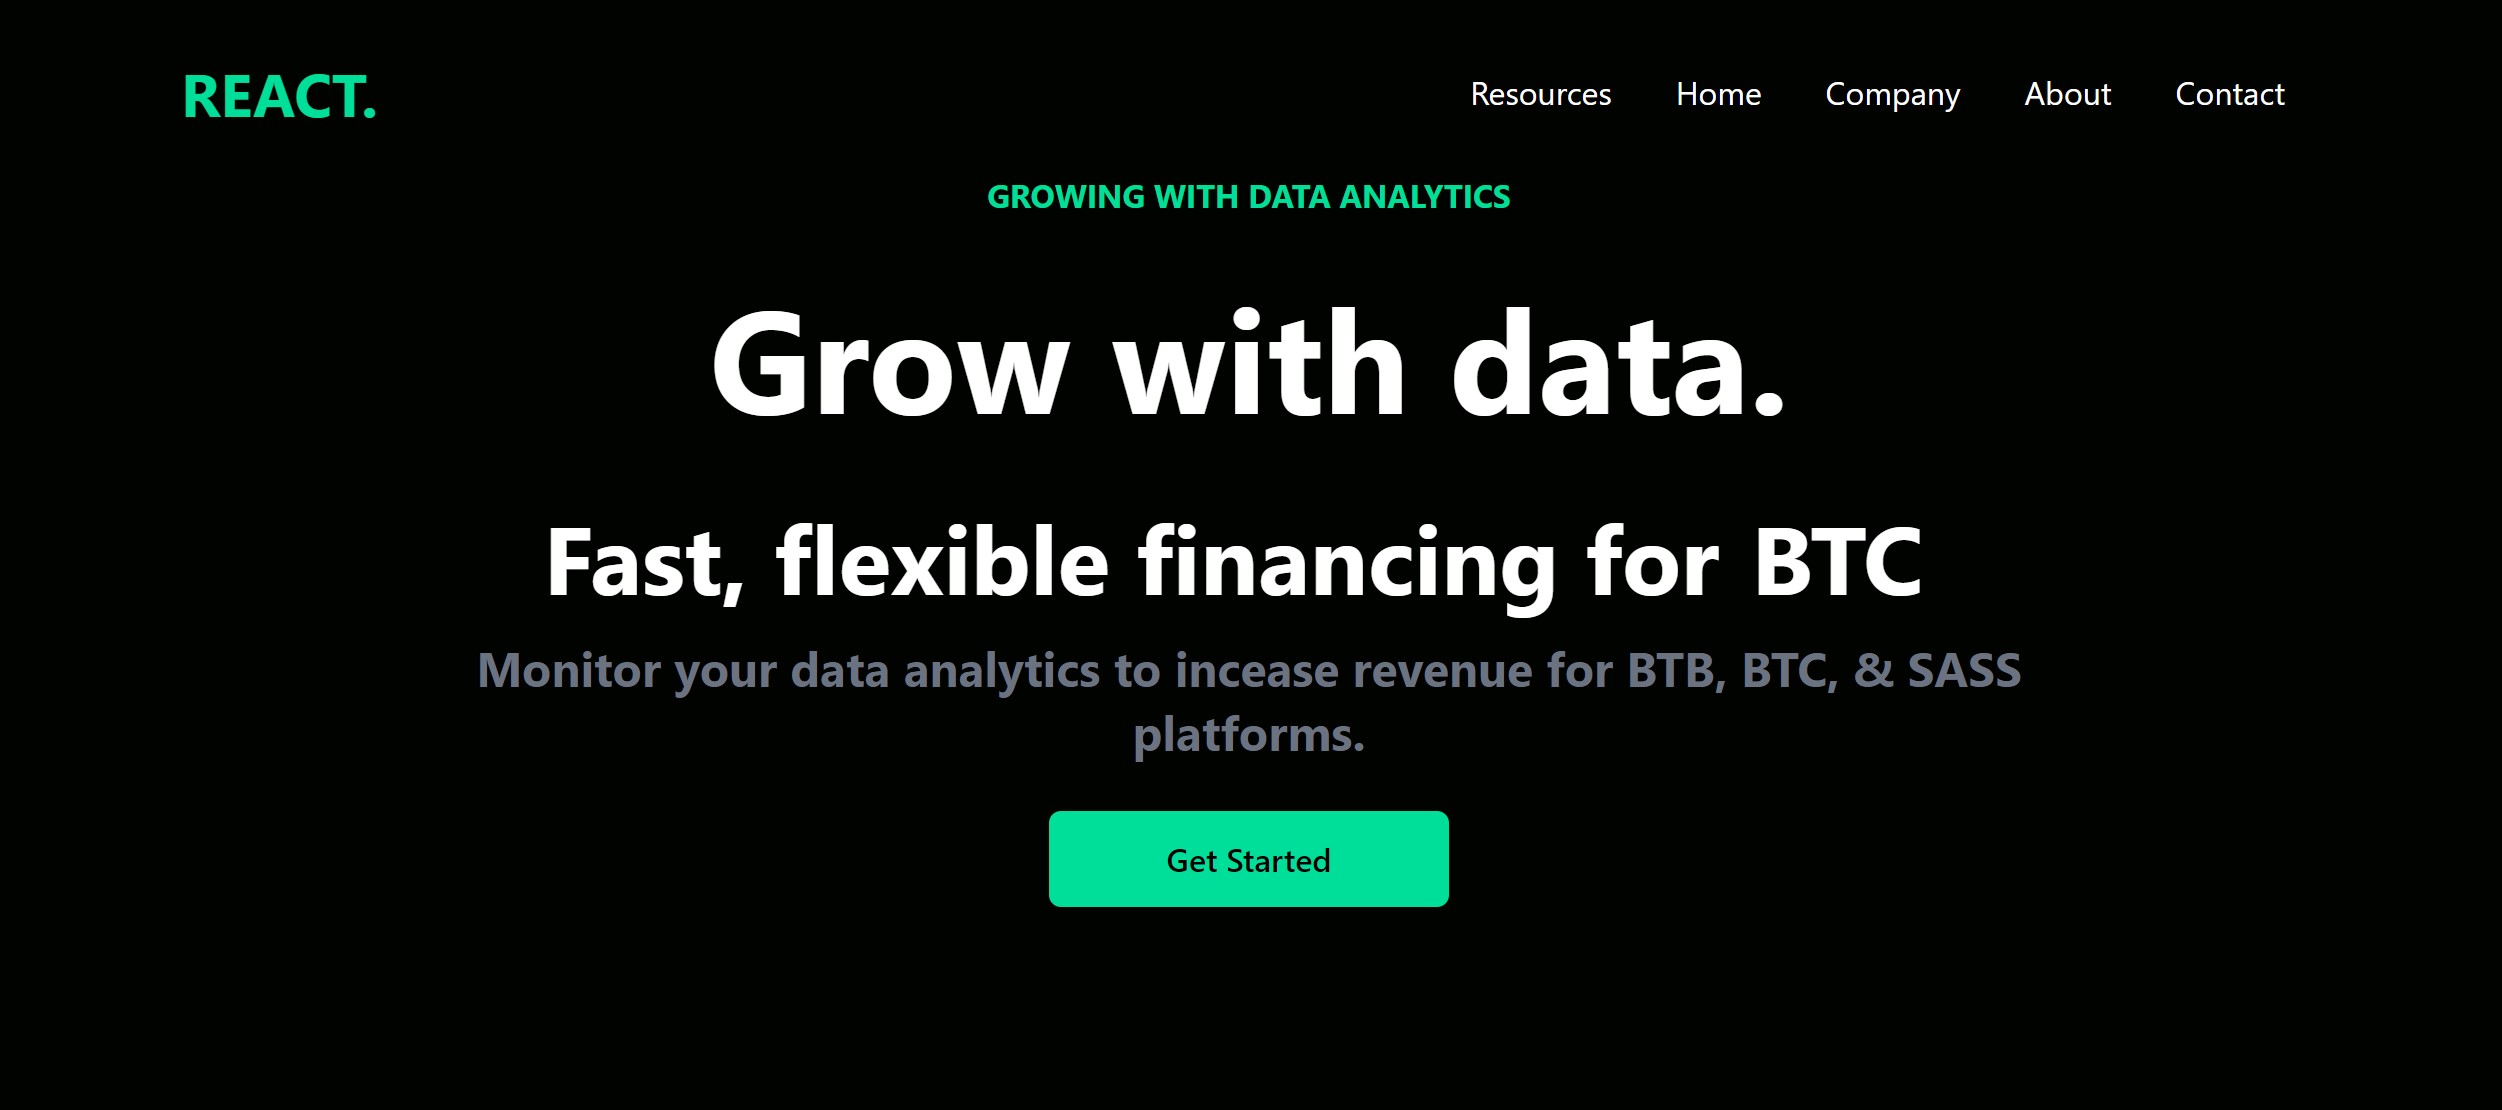 REACT.
Resources Home Company About Contact
GROWING WITH DATA ANALYTICS
Grow with data.
Fast, flexible financing for BTC
Monitor your data analytics to incease revenue for BTB, BTC, & SASS
platforms.
Get Started